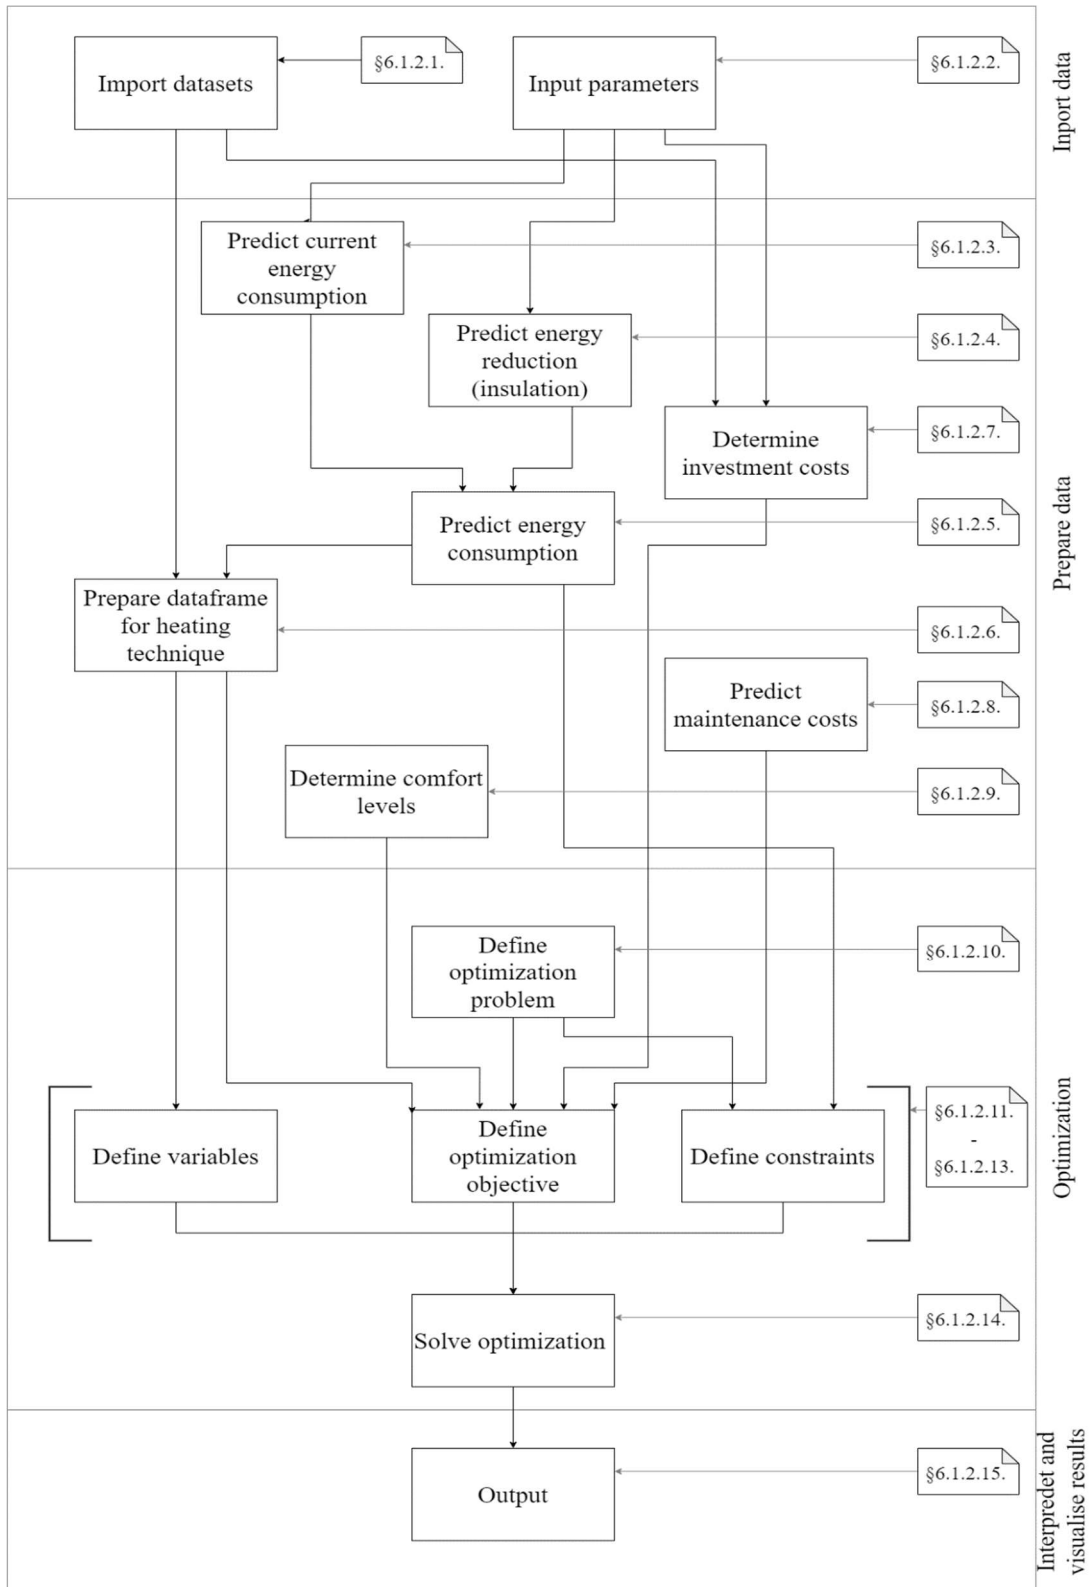 Import datasets
§6.1.2.1.
Input parameters
§6.1.2.2.
Inport data
Predict current
energy
consumption
§6.1.2.3.
Predict energy
reduction
(insulation)
§6.1.2.4.
Determine
investment costs
§6.1.2.7.
Predict energy
consumption
§6.1.2.5.
Prepare data
Prepare dataframe
for heating
technique
§6.1.2.6.
Predict
maintenance costs
§6.1.2.8.
Determine comfort
levels
§6.1.2.9.
Define
optimization
problem
§6.1.2.10.
Define variables
Define
optimization
objective
Define constraints
§6.1.2.11.
-
§6.1.2.13.
Optimization
Solve optimization
§6.1.2.14.
Output
§6.1.2.15.
Interpredet and
visualise results